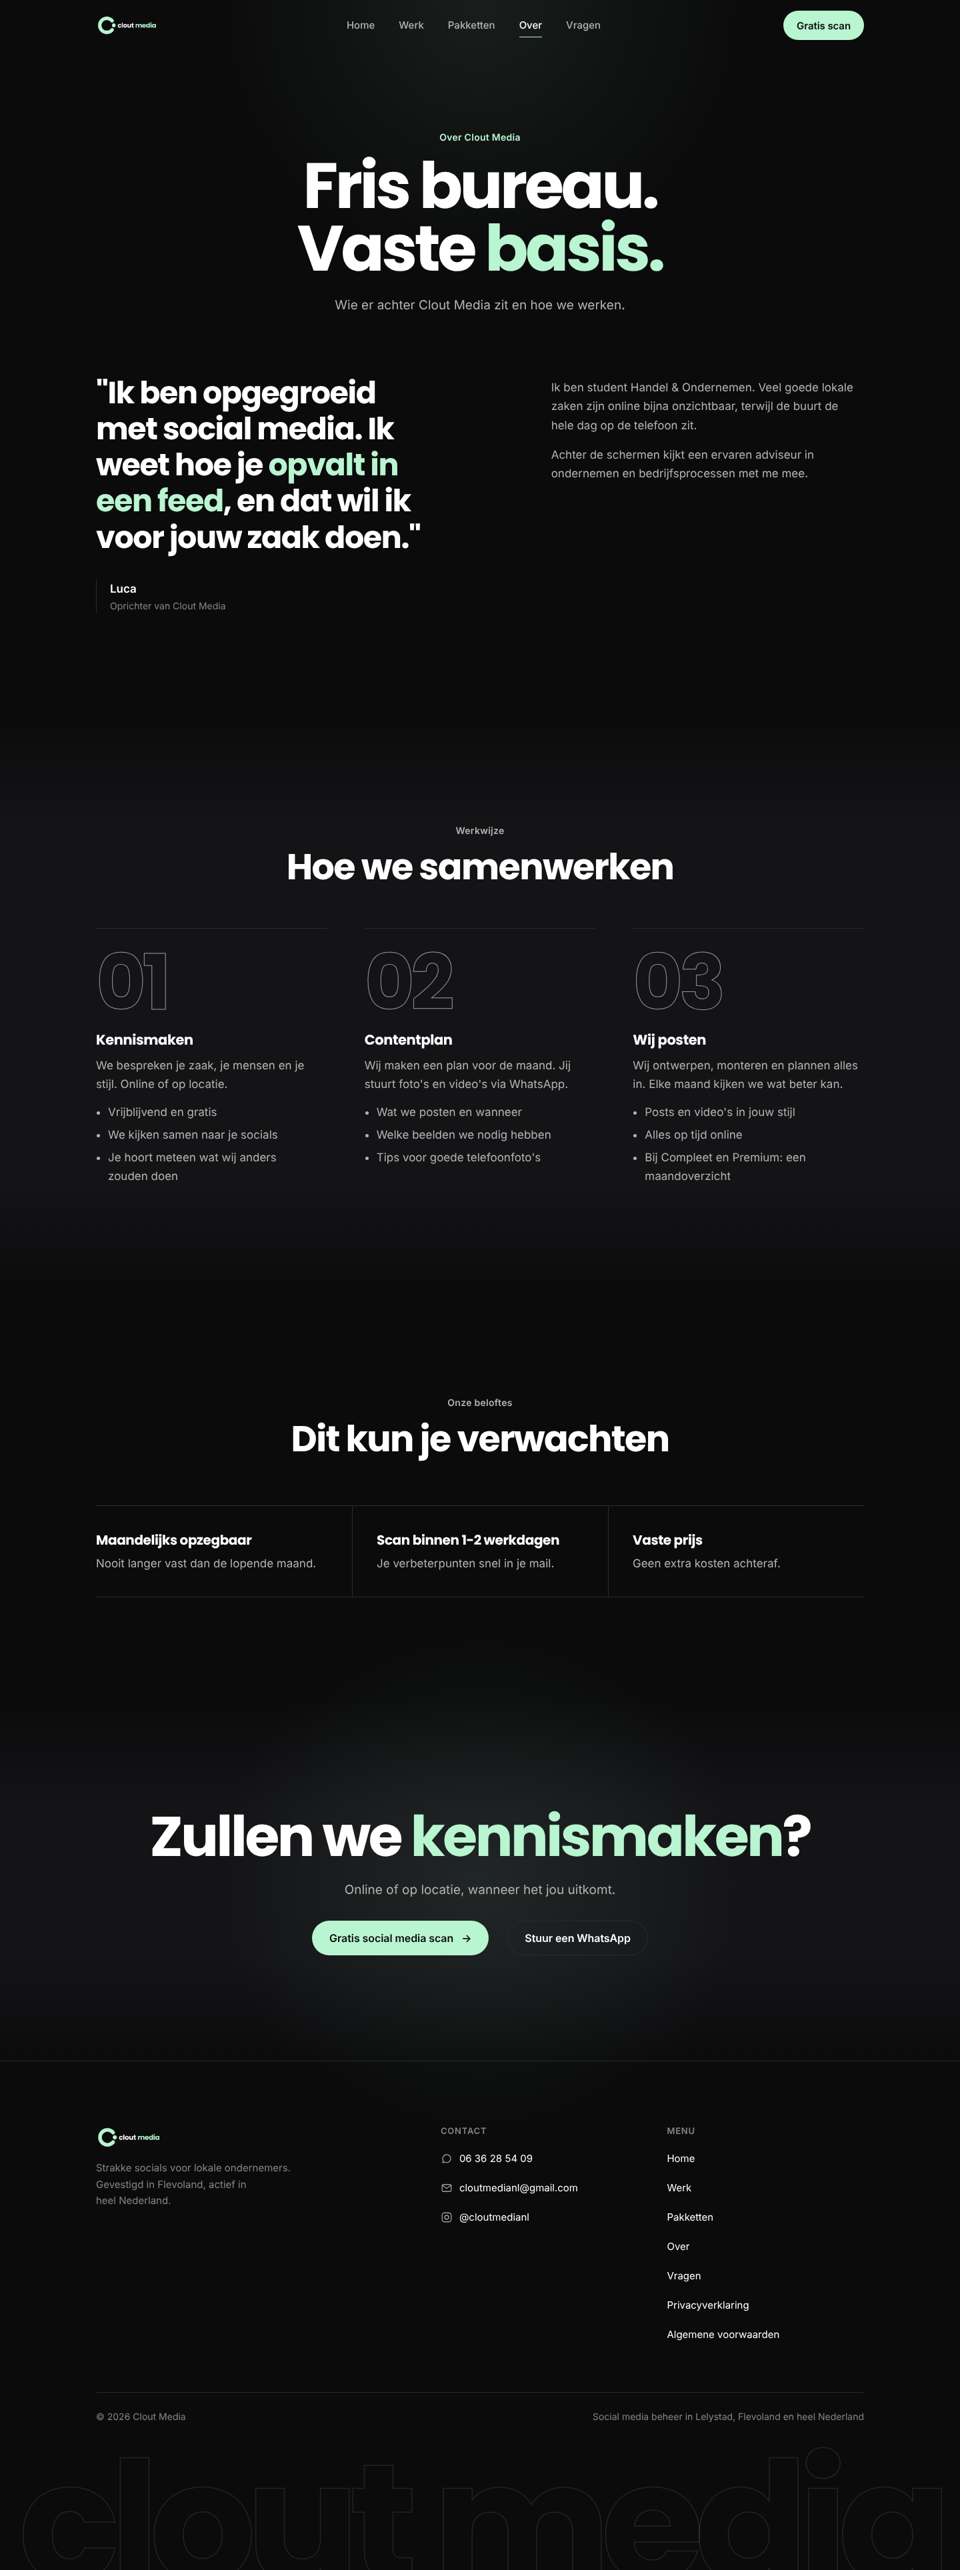 clout media
Home
Werk
Pakketten
Over
Vragen
Gratis scan
Over Clout Media
Fris bureau.
Vaste basis.
Wie er achter Clout Media zit en hoe we werken.
"Ik ben opgegroeid
met social media. Ik
weet hoe je opvalt in
een feed, en dat wil ik
voor jouw zaak doen."
Luca
Oprichter van Clout Media
Ik ben student Handel & Ondernemen. Veel goede lokale
zaken zijn online bijna onzichtbaar, terwijl de buurt de
hele dag op de telefoon zit.
Achter de schermen kijkt een ervaren adviseur in
ondernemen en bedrijfsprocessen met me mee.
Werkwijze
Hoe we samenwerken
01
Kennismaken
We bespreken je zaak, je mensen en je
stijl. Online of op locatie.
• Vrijblijvend en gratis
• We kijken samen naar je socials
• Je hoort meteen wat wij anders
zouden doen
02
Contentplan
Wij maken een plan voor de maand. Jij
stuurt foto's en video's via WhatsApp.
• Wat we posten en wanneer
• Welke beelden we nodig hebben
• Tips voor goede telefoonfoto's
03
Wij posten
Wij ontwerpen, monteren en plannen alles
in. Elke maand kijken we wat beter kan.
• Posts en video's in jouw stijl
• Alles op tijd online
• Bij Compleet en Premium: een
maandoverzicht
Onze beloftes
Dit kun je verwachten
Maandelijks opzegbaar
Nooit langer vast dan de lopende maand.
Scan binnen 1-2 werkdagen
Je verbeterpunten snel in je mail.
Vaste prijs
Geen extra kosten achteraf.
Zullen we kennismaken?
Online of op locatie, wanneer het jou uitkomt.
Gratis social media scan →
Stuur een WhatsApp
clout media
Strakke socials voor lokale ondernemers.
Gevestigd in Flevoland, actief in
heel Nederland.
CONTACT
06 36 28 54 09
cloutmedianl@gmail.com
@cloutmedianl
MENU
Home
Werk
Pakketten
Over
Vragen
Privacyverklaring
Algemene voorwaarden
© 2026 Clout Media
Social media beheer in Lelystad, Flevoland en heel Nederland
clout media